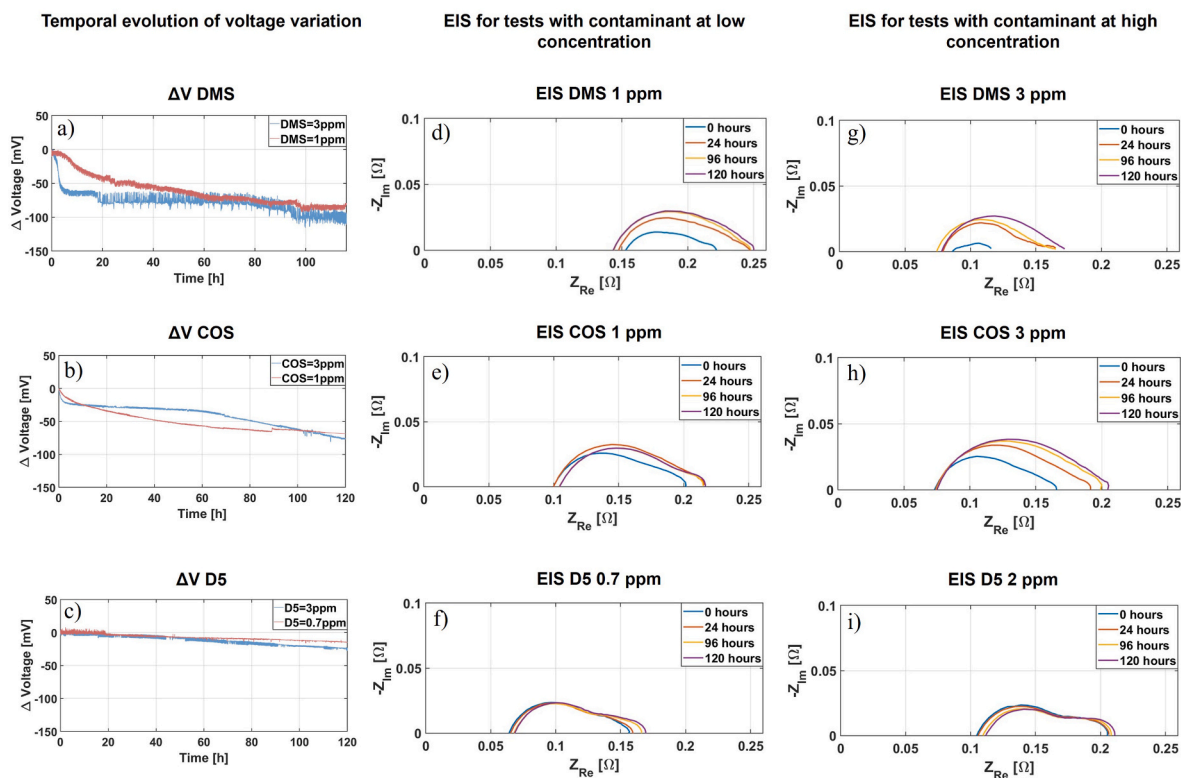 Temporal evolution of voltage variation
EIS for tests with contaminant at low
concentration
EIS for tests with contaminant at high
concentration
ΔV DMS
a)
50
0
-50
-100
-150
Δ Voltage [mV]
0
20
40
60
80
100
Time [h]
DMS=3ppm
DMS=1ppm
EIS DMS 1 ppm
d)
0.1
0.05
0
-Z_Im [Ω]
0
0.05
0.1
0.15
0.2
0.26
Z_Re [Ω]
0 hours
24 hours
96 hours
120 hours
EIS DMS 3 ppm
g)
0.1
0.05
0
-Z_Im [Ω]
0
0.05
0.1
0.15
0.2
0.26
Z_Re [Ω]
0 hours
24 hours
96 hours
120 hours
ΔV COS
b)
50
0
-50
-100
-150
Δ Voltage [mV]
0
20
40
60
80
100
120
Time [h]
COS=3ppm
COS=1ppm
EIS COS 1 ppm
e)
0.1
0.05
0
-Z_Im [Ω]
0
0.05
0.1
0.15
0.2
0.26
Z_Re [Ω]
0 hours
24 hours
96 hours
120 hours
EIS COS 3 ppm
h)
0.1
0.05
0
-Z_Im [Ω]
0
0.05
0.1
0.15
0.2
0.26
Z_Re [Ω]
0 hours
24 hours
96 hours
120 hours
ΔV D5
c)
50
0
-50
-100
-150
Δ Voltage [mV]
0
20
40
60
80
100
120
Time [h]
D5=3ppm
D5=0.7ppm
EIS D5 0.7 ppm
f)
0.1
0.05
0
-Z_Im [Ω]
0
0.05
0.1
0.15
0.2
0.26
Z_Re [Ω]
0 hours
24 hours
96 hours
120 hours
EIS D5 2 ppm
i)
0.1
0.05
0
-Z_Im [Ω]
0
0.05
0.1
0.15
0.2
0.26
Z_Re [Ω]
0 hours
24 hours
96 hours
120 hours